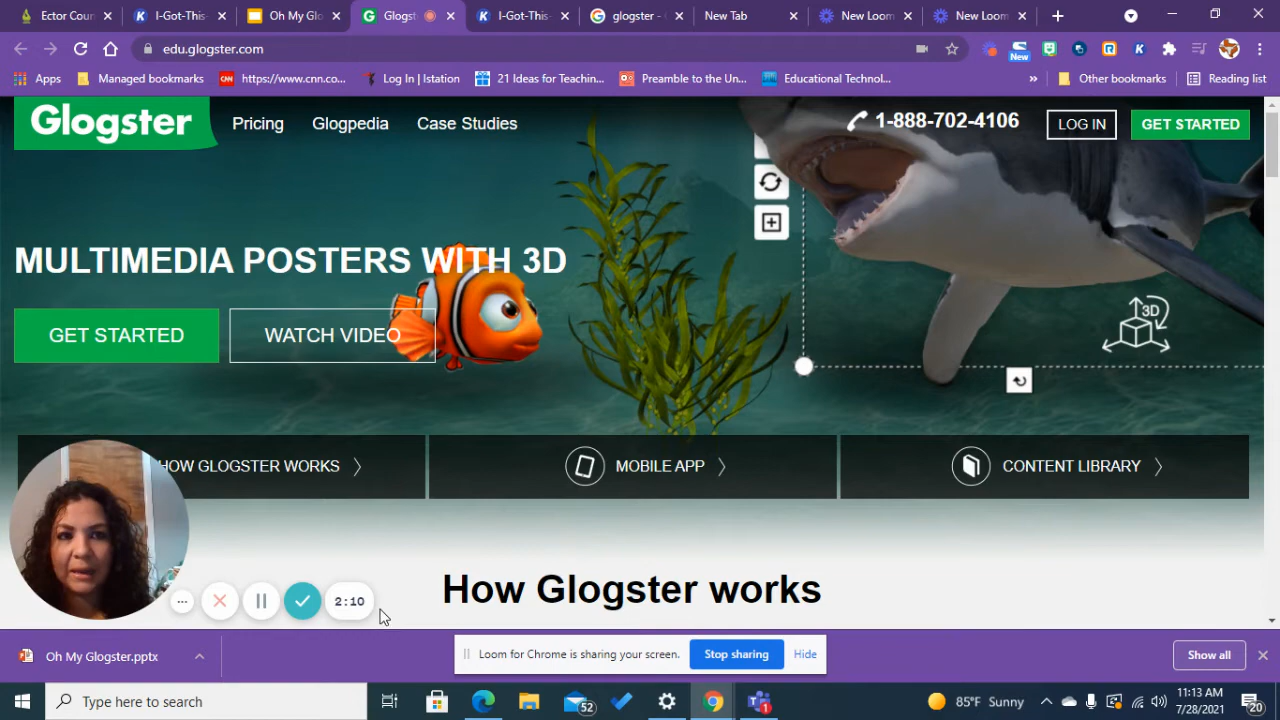 Ector Coun
I-Got-This-
Oh My Glo
Glogst
I-Got-This-
glogster -
New Tab
New Loom
New Loom
edu.glogster.com
New
Apps
Managed bookmarks
https://www.cnn.co...
Log In | Istation
21 Ideas for Teachin...
Preamble to the Un...
Educational Technol...
Other bookmarks
Reading list
Glogster
Pricing
Glogpedia
Case Studies
1-888-702-4106
LOG IN
GET STARTED
MULTIMEDIA POSTERS WITH 3D
GET STARTED
WATCH VIDEO
3D
HOW GLOGSTER WORKS
MOBILE APP
CONTENT LIBRARY
How Glogster works
2:10
Oh My Glogster.pptx
Loom for Chrome is sharing your screen.
Stop sharing
Hide
Show all
Type here to search
52
1
85°F Sunny
11:13 AM
7/28/2021
20